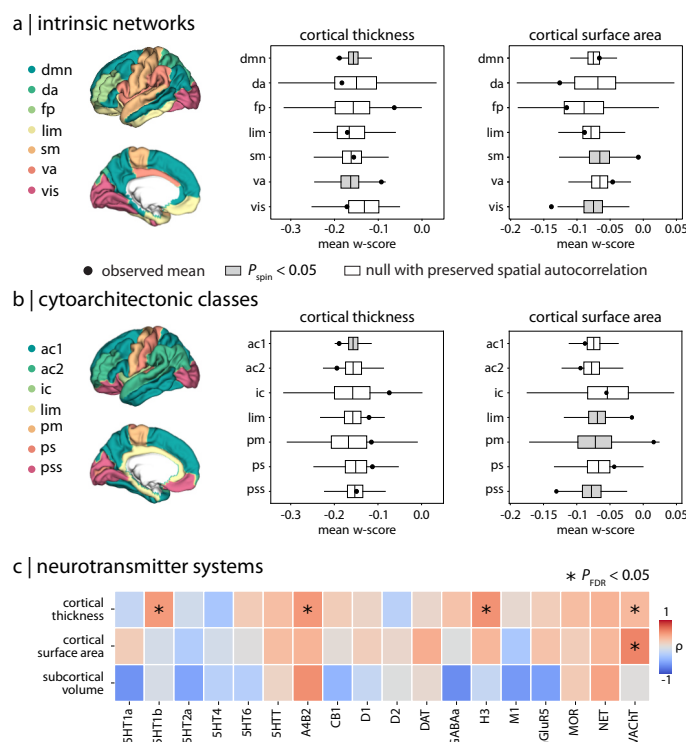 a | intrinsic networks
cortical thickness
cortical surface area
dmn
da
fp
lim
sm
va
vis
dmn
da
fp
lim
sm
va
vis
-0.3 -0.2 -0.1 0.0
mean w-score
dmn
da
fp
lim
sm
va
vis
-0.2 -0.15 -0.1 -0.05 0 0.05
mean w-score
observed mean P spin < 0.05 null with preserved spatial autocorrelation
b | cytoarchitectonic classes
cortical thickness
cortical surface area
ac1
ac2
ic
lim
pm
ps
pss
ac1
ac2
ic
lim
pm
ps
pss
-0.3 -0.2 -0.1 0.0
mean w-score
ac1
ac2
ic
lim
pm
ps
pss
-0.2 -0.15 -0.1 -0.05 0 0.05
mean w-score
c | neurotransmitter systems
* P FDR < 0.05
cortical
thickness
* * * *
cortical
surface area
*
subcortical
volume
1
ρ
-1
5HT1a 5HT1b 5HT2a 5HT4 5HT6 5HTT A4B2 CB1 D1 D2 DAT GABAa H3 M1 mGluR5 MOR NET VAChT